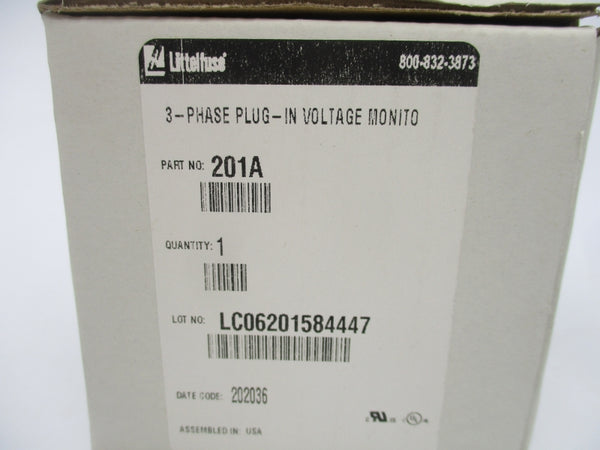 Littelfuse 800-832-3873
3-PHASE PLUG-IN VOLTAGE MONITO
PART NO: 201A
QUANTITY: 1
LOT NO: LC06201584447
DATE CODE: 202036
ASSEMBLED IN: USA